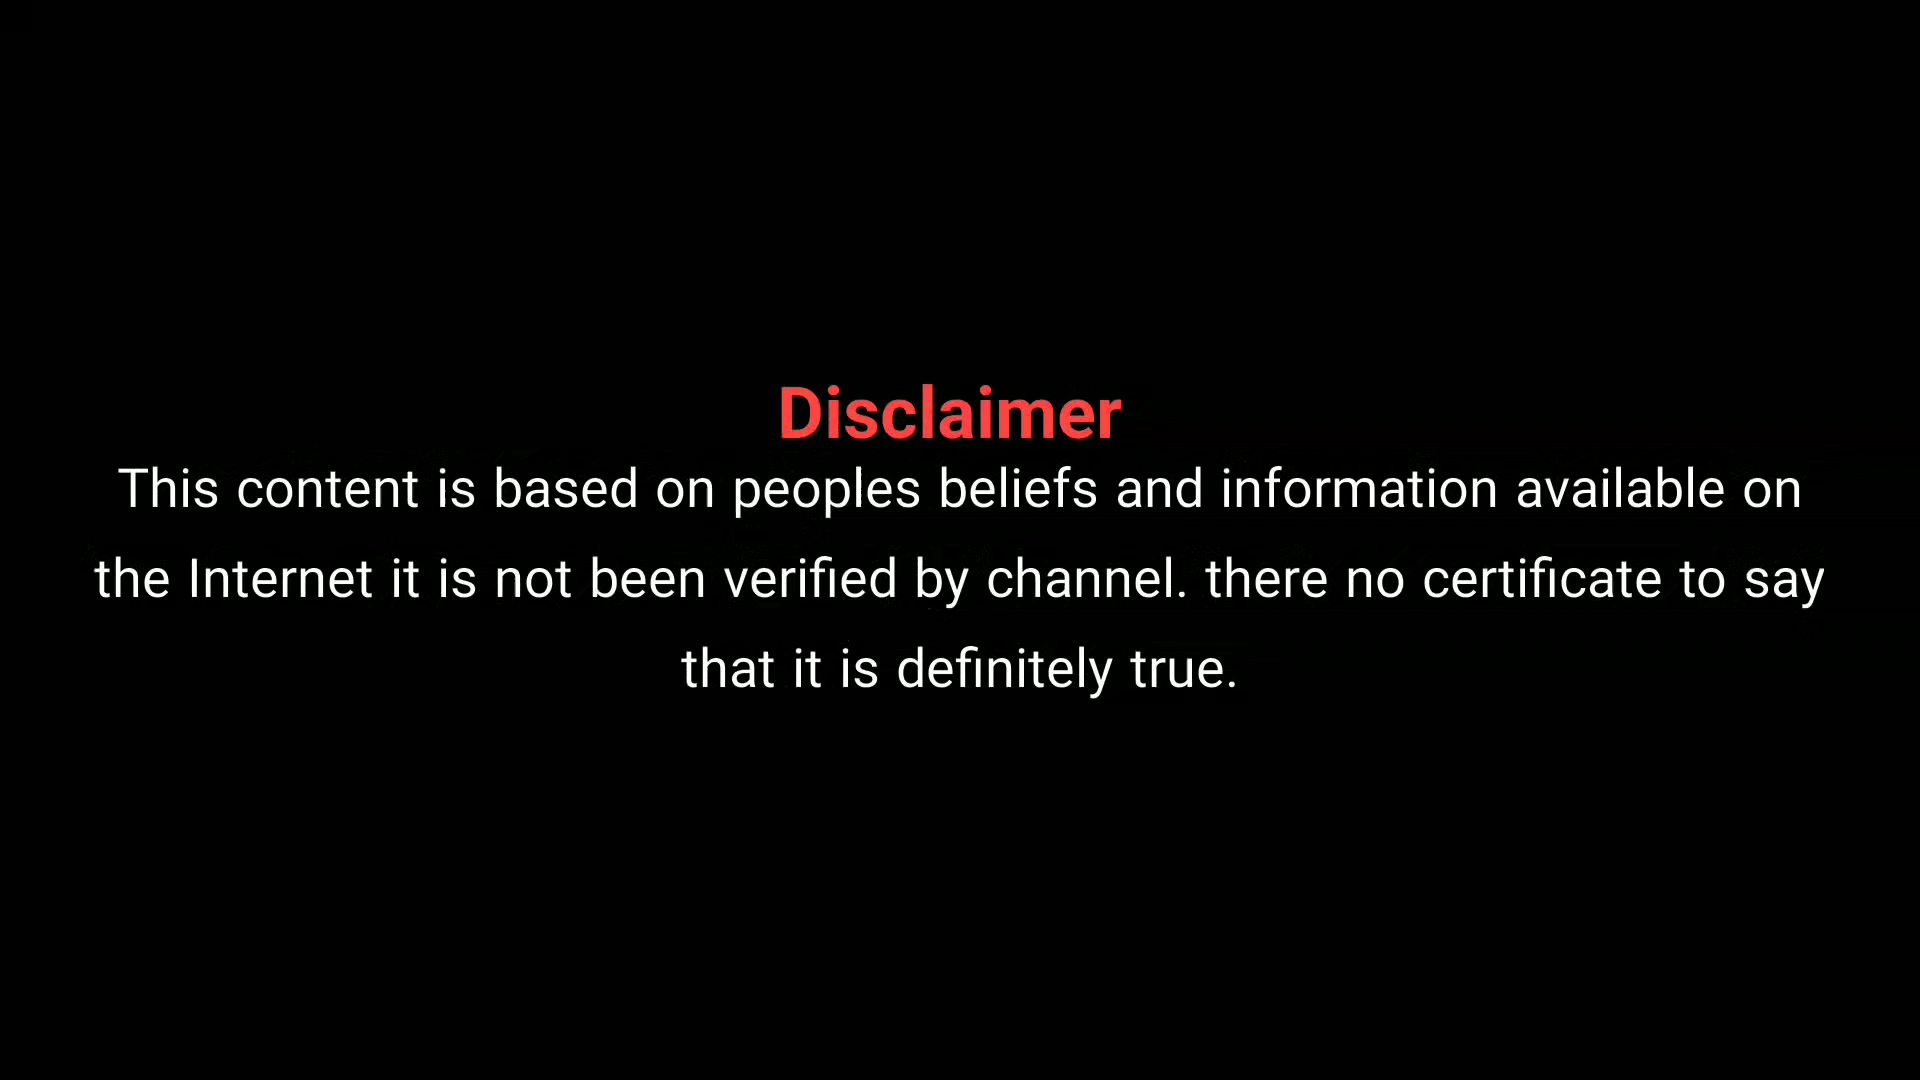 Disclaimer
This content is based on peoples beliefs and information available on
the Internet it is not been verified by channel. there no certificate to say
that it is definitely true.